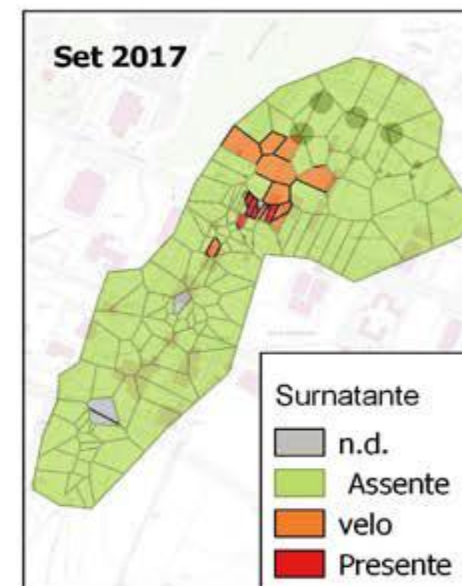 Set 2017
Surnatante
n.d.
Assente
velo
Presente